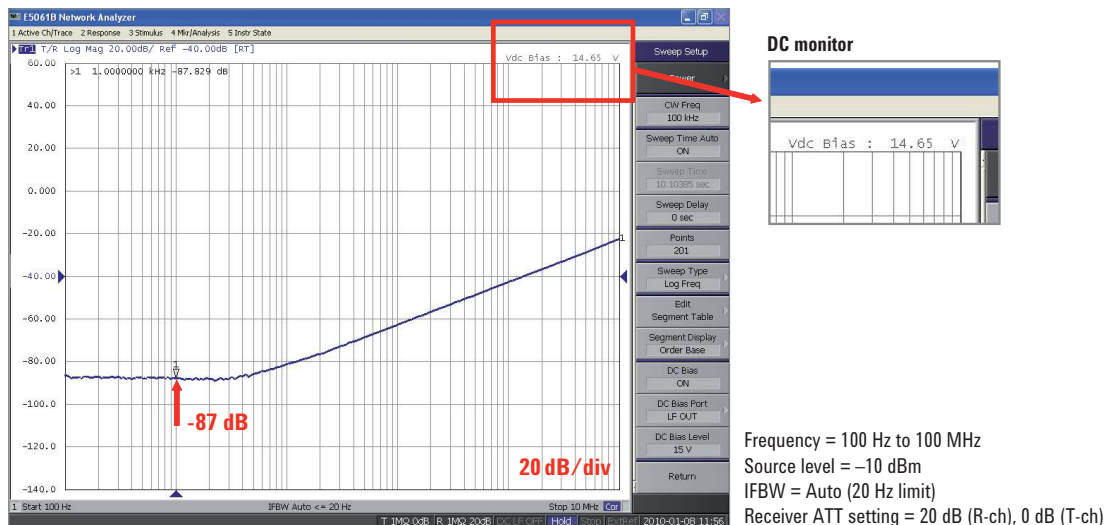 E5061B Network Analyzer
1 Active Ch/Trace 2 Response 3 Stimulus 4 Mkr/Analysis 5 Instr State
Tr1 T/R Log Mag 20.00dB/ Ref -40.00dB [RT]
Vdc Bias : 14.65 V
>1 1.0000000 kHz -87.829 dB
60.00
40.00
20.00
0.000
-20.00
-40.00
-60.00
-80.00
-100.0
-120.0
-140.0
1
1
-87 dB
20 dB/div
1 Start 100 Hz
IFBW Auto <= 20 Hz
Stop 10 MHz Cor
T 1MΩ 0dB R 1MΩ 20dB DC LF OFF Hold Stop ExtRef 2010-01-08 11:56
Sweep Setup
Power
CW Freq
100 kHz
Sweep Time Auto
ON
Sweep Time
10.10385 sec
Sweep Delay
0 sec
Points
201
Sweep Type
Log Freq
Edit
Segment Table
Segment Display
Order Base
DC Bias
ON
DC Bias Port
LF OUT
DC Bias Level
15 V
Return
DC monitor
Vdc Bias : 14.65 V
Frequency = 100 Hz to 100 MHz
Source level = –10 dBm
IFBW = Auto (20 Hz limit)
Receiver ATT setting = 20 dB (R-ch), 0 dB (T-ch)